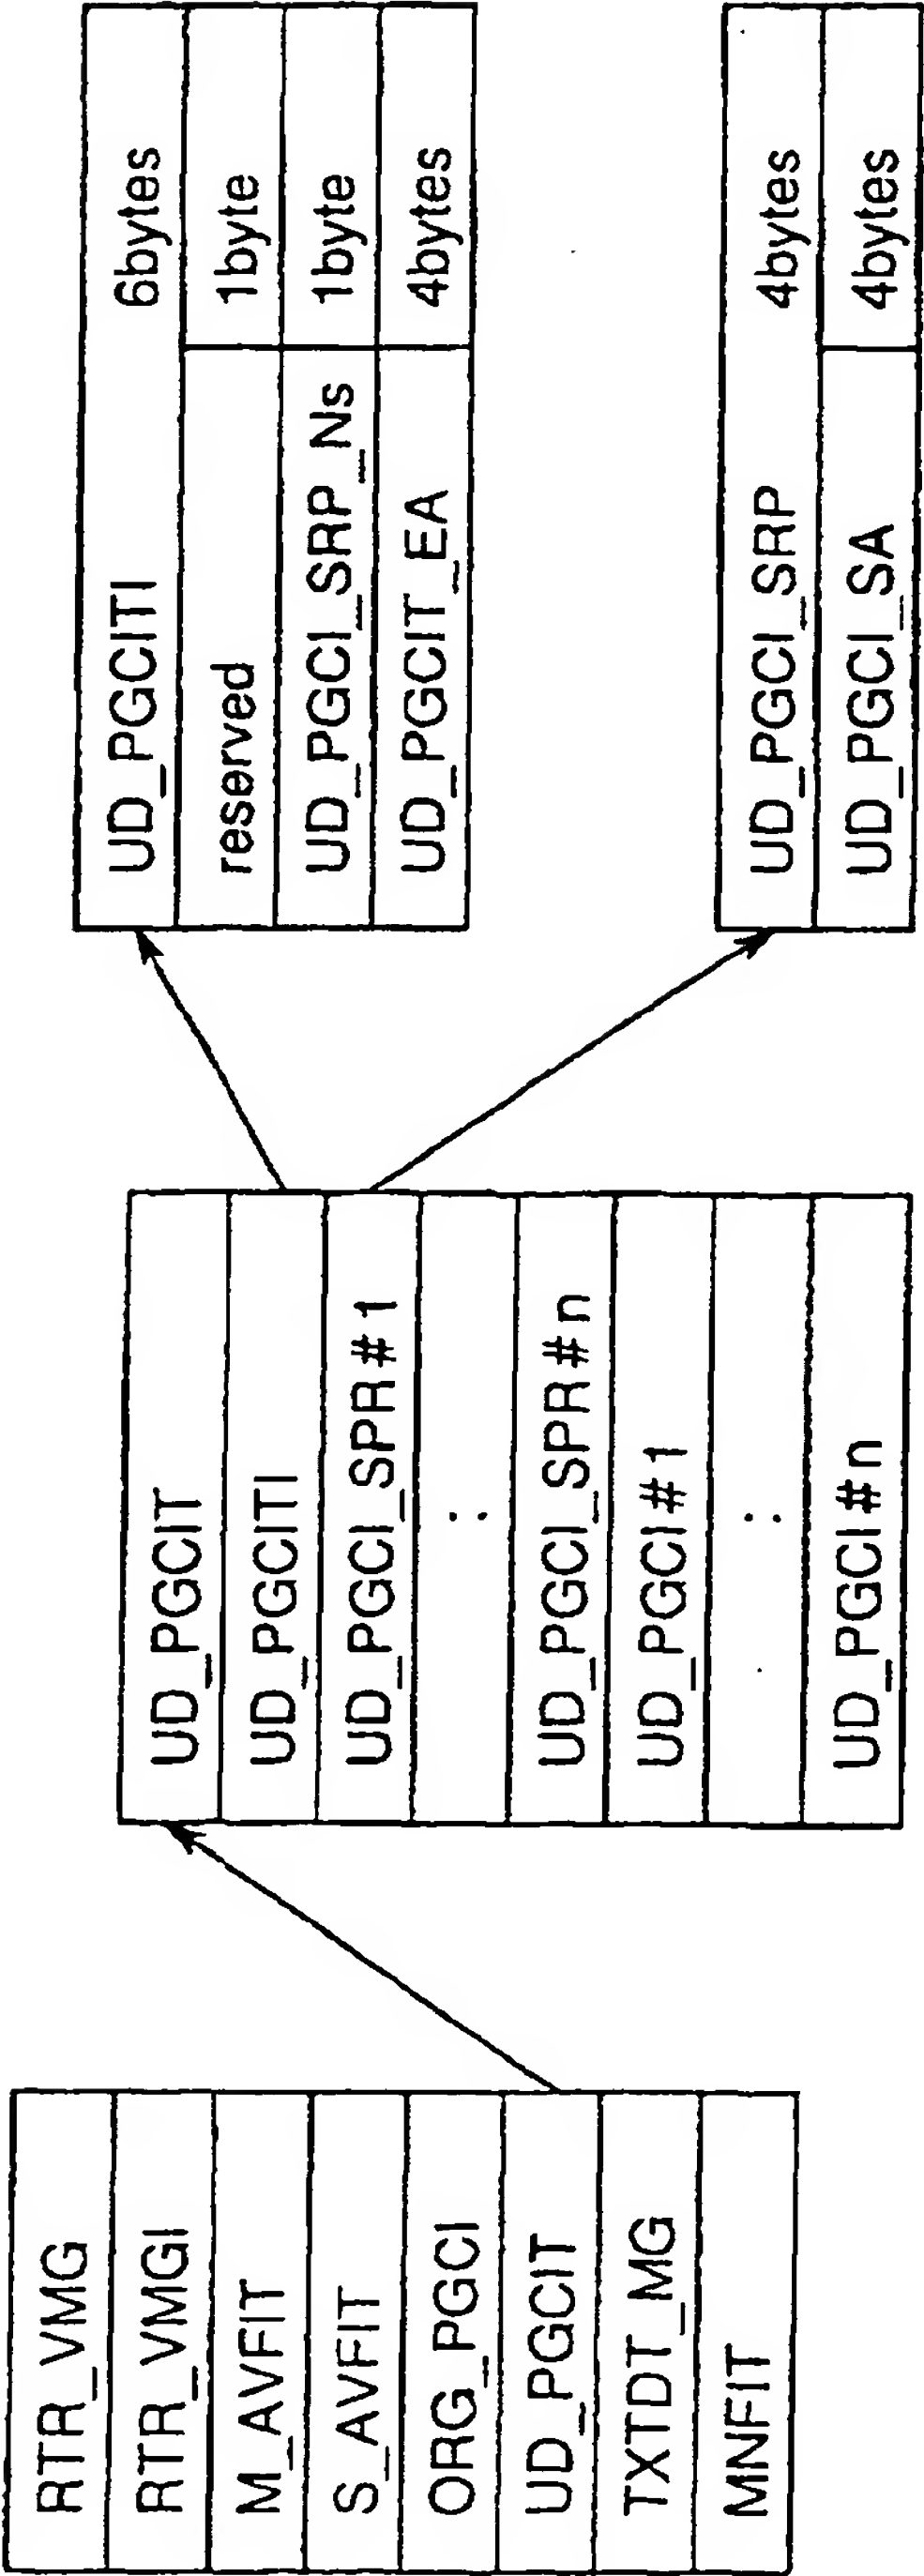 RTR_VMG
RTR_VMGI
M_AVFIT
S_AVFIT
ORG_PGCI
UD_PGCIT
TXTDT_MG
MNFIT
UD_PGCIT
UD_PGCITI
UD_PGCI_SPR#1
:
UD_PGCI_SPR#n
UD_PGCI#1
:
UD_PGCI#n
UD_PGCITI 6bytes
reserved 1byte
UD_PGCI_SRP_Ns 1byte
UD_PGCIT_EA 4bytes
UD_PGCI_SRP 4bytes
UD_PGCI_SA 4bytes